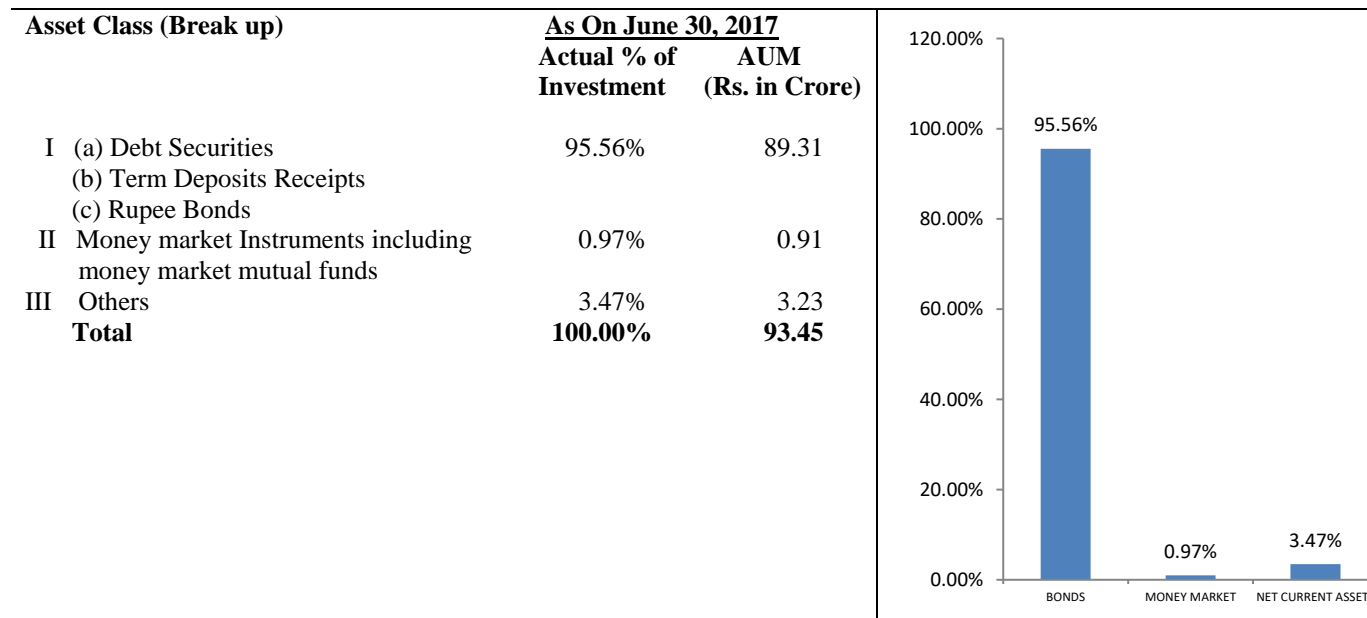 Asset Class (Break up) As On June 30, 2017
Actual % of AUM
Investment (Rs. in Crore)
I (a) Debt Securities 95.56% 89.31
(b) Term Deposits Receipts
(c) Rupee Bonds
II Money market Instruments including 0.97% 0.91
money market mutual funds
III Others 3.47% 3.23
Total 100.00% 93.45
120.00%
100.00%
80.00%
60.00%
40.00%
20.00%
0.00%
95.56%
0.97%
3.47%
BONDS MONEY MARKET NET CURRENT ASSET